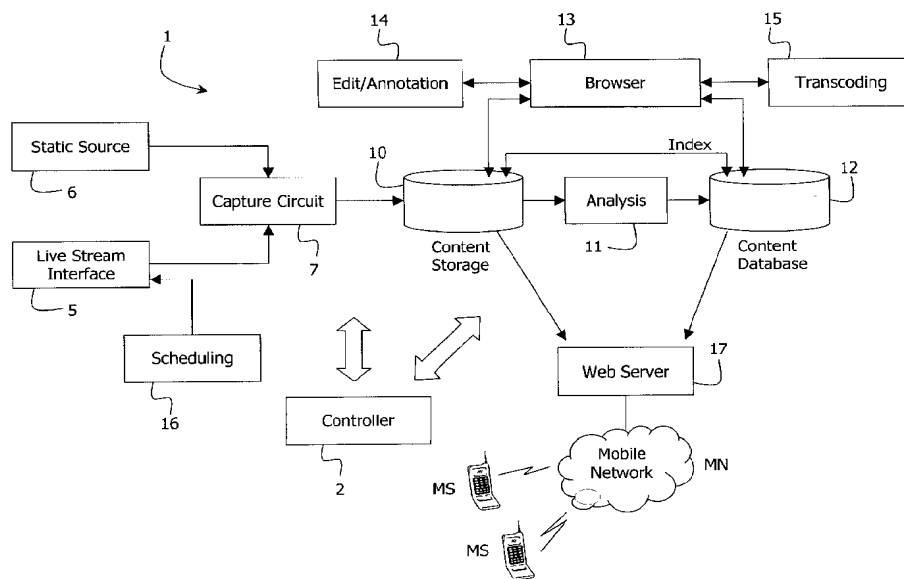 1
14
13
15
Edit/Annotation
Browser
Transcoding
Static Source
6
Index
10
12
Capture Circuit
7
Analysis
11
Live Stream
Interface
5
Content
Storage
Content
Database
Scheduling
16
Web Server
17
Controller
2
Mobile
Network
MN
MS
MS